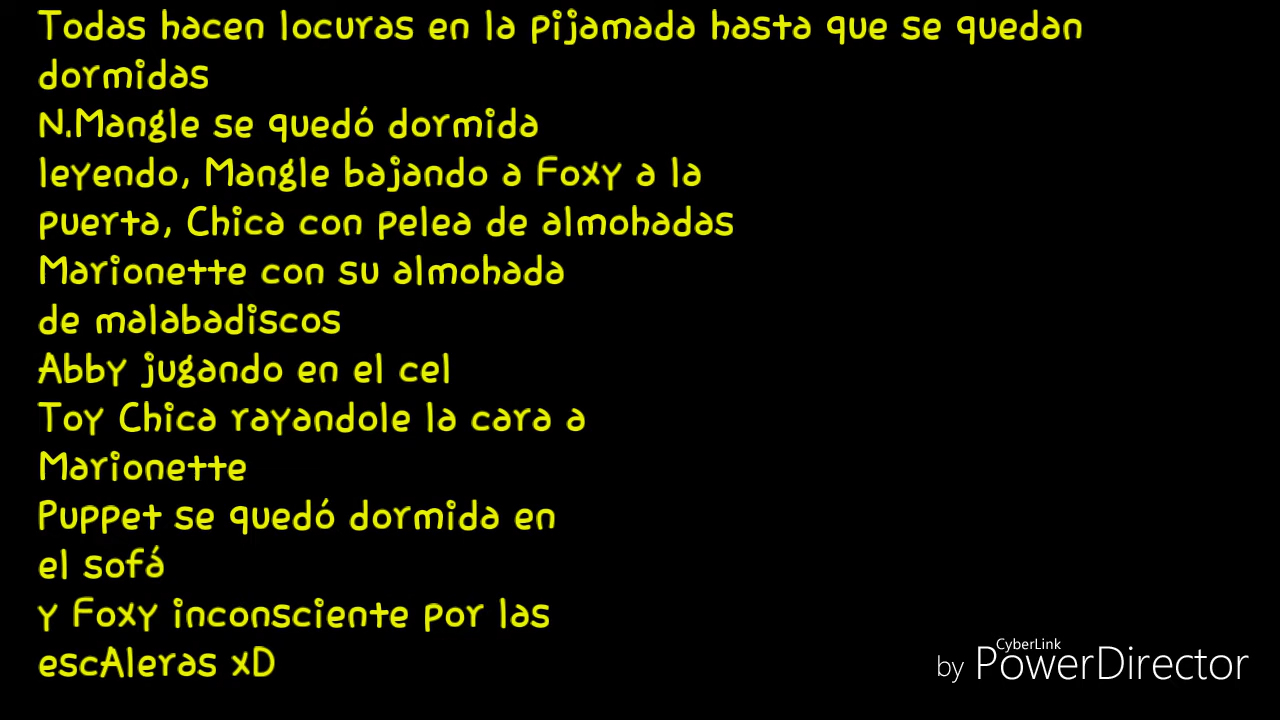 Todas hacen locuras en la pijamada hasta que se quedan
dormidas
N.Mangle se quedó dormida
leyendo, Mangle bajando a Foxy a la
puerta, Chica con pelea de almohadas
Marionette con su almohada
de malabadiscos
Abby jugando en el cel
Toy Chica rayandole la cara a
Marionette
Puppet se quedó dormida en
el sofá
y Foxy inconsciente por las
escAleras xD
CyberLink
by PowerDirector